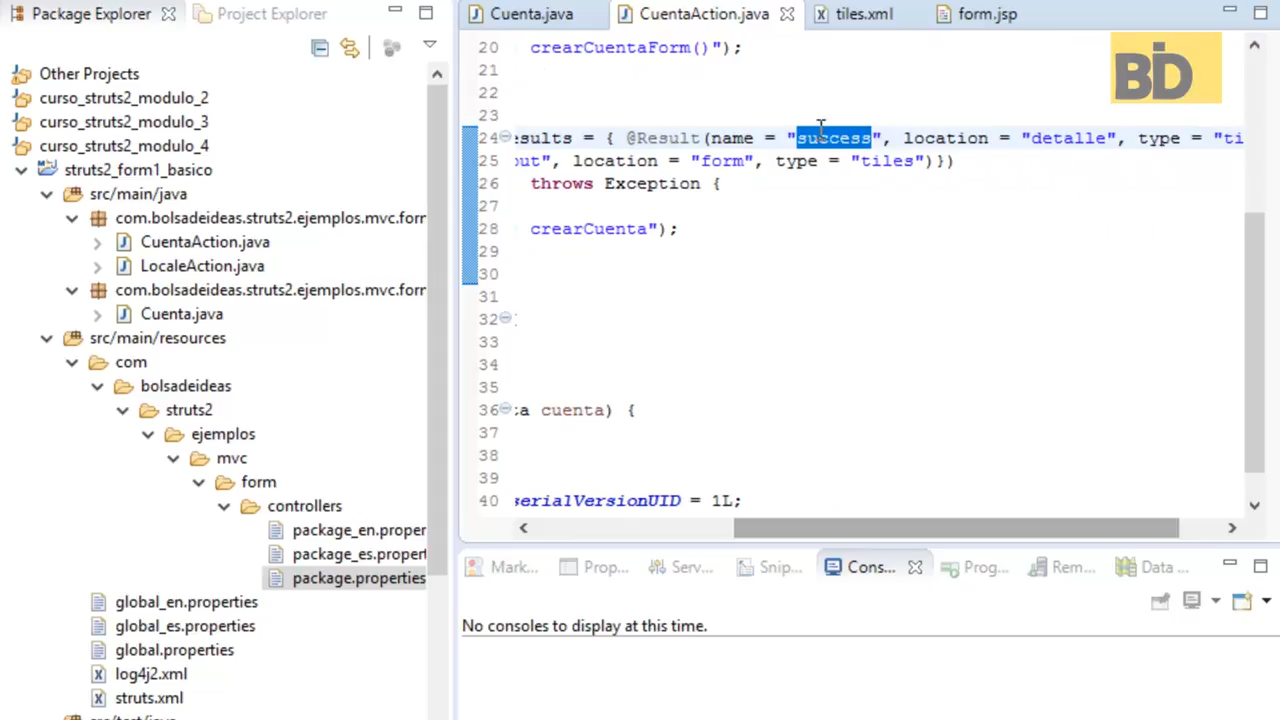 Package Explorer
Project Explorer
Other Projects
curso_struts2_modulo_2
curso_struts2_modulo_3
curso_struts2_modulo_4
struts2_form1_basico
src/main/java
com.bolsadeideas.struts2.ejemplos.mvc.forr
CuentaAction.java
LocaleAction.java
com.bolsadeideas.struts2.ejemplos.mvc.forr
Cuenta.java
src/main/resources
com
bolsadeideas
struts2
ejemplos
mvc
form
controllers
package_en.proper
package_es.propert
package.properties
global_en.properties
global_es.properties
global.properties
log4j2.xml
struts.xml
src/test/java
Cuenta.java
CuentaAction.java
tiles.xml
form.jsp
BD
20 crearCuentaForm()");
21
22
23
24 esults = { @Result(name = "success", location = "detalle", type = "ti
25 out", location = "form", type = "tiles")})
26 throws Exception {
27
28 crearCuenta");
29
30
31
32
33
34
35
36 a cuenta) {
37
38
39
40 serialVersionUID = 1L;
Mark...
Prop...
Serv...
Snip...
Cons...
Prog...
Rem...
Data ...
No consoles to display at this time.